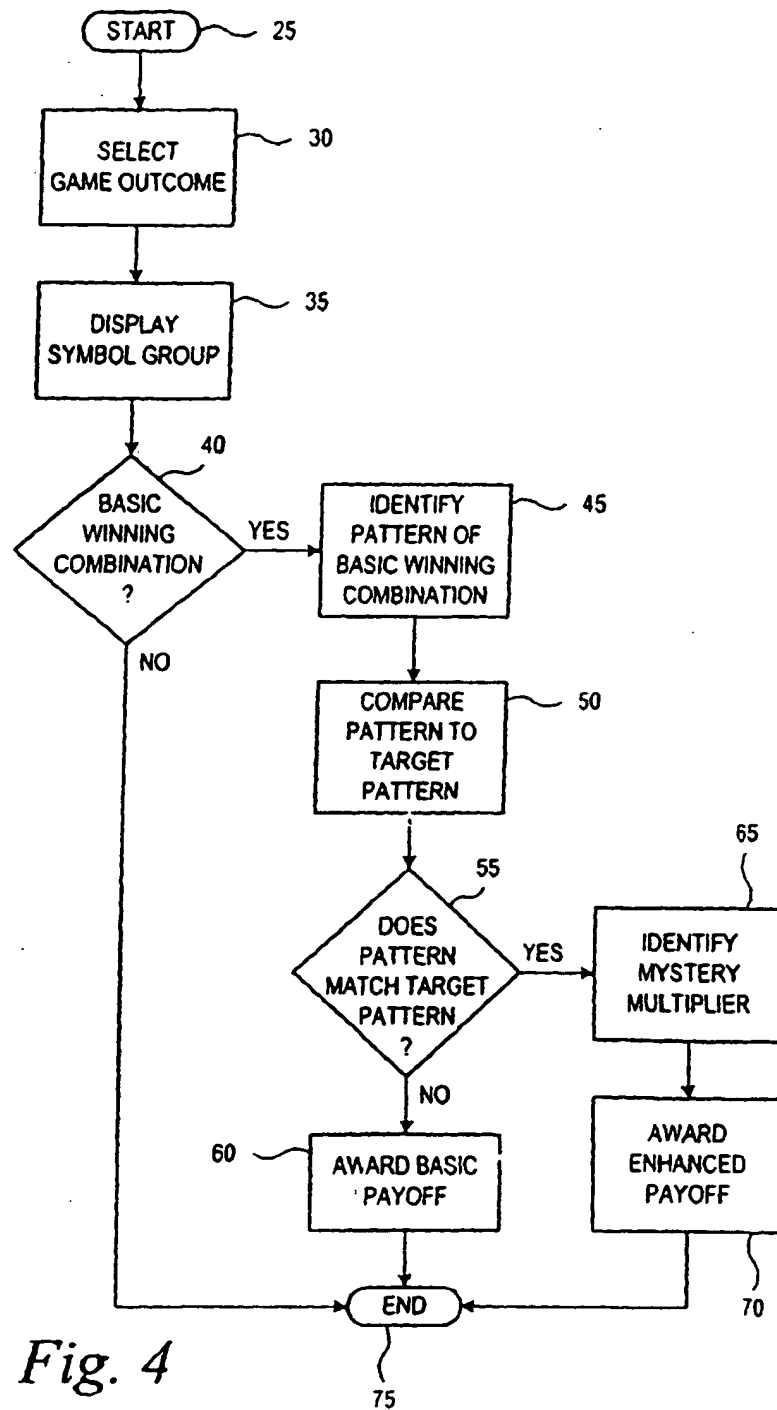 START
25
SELECT
GAME OUTCOME
30
DISPLAY
SYMBOL GROUP
35
BASIC
WINNING
COMBINATION
?
40
YES
NO
IDENTIFY
PATTERN OF
BASIC WINNING
COMBINATION
45
COMPARE
PATTERN TO
TARGET
PATTERN
50
DOES
PATTERN
MATCH TARGET
PATTERN
?
55
YES
NO
IDENTIFY
MYSTERY
MULTIPLIER
65
60
AWARD BASIC
PAYOFF
AWARD
ENHANCED
PAYOFF
70
END
75
Fig. 4